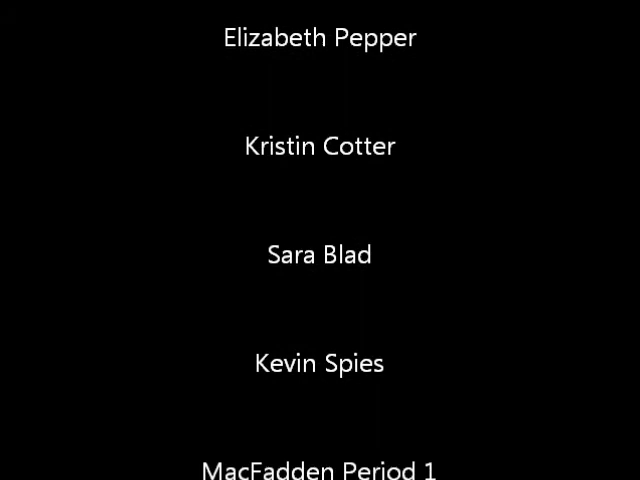 Elizabeth Pepper
Kristin Cotter
Sara Blad
Kevin Spies
MacFadden Period 1